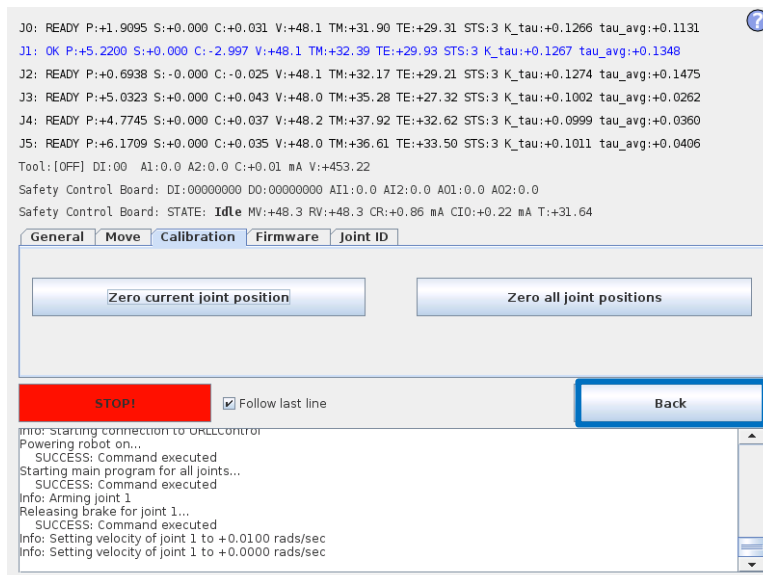 J0: READY P:+1.9095 S:+0.000 C:+0.031 V:+48.1 TM:+31.90 TE:+29.31 STS:3 K_tau:+0.1266 tau_avg:+0.1131
?
J1: OK P:+5.2200 S:+0.000 C:-2.997 V:+48.1 TM:+32.39 TE:+29.93 STS:3 K_tau:+0.1267 tau_avg:+0.1348
J2: READY P:+0.6938 S:-0.000 C:-0.025 V:+48.1 TM:+32.17 TE:+29.21 STS:3 K_tau:+0.1274 tau_avg:+0.1475
J3: READY P:+5.0323 S:+0.000 C:+0.043 V:+48.0 TM:+35.28 TE:+27.32 STS:3 K_tau:+0.1002 tau_avg:+0.0262
J4: READY P:+4.7745 S:+0.000 C:+0.037 V:+48.2 TM:+37.92 TE:+32.62 STS:3 K_tau:+0.0999 tau_avg:+0.0360
J5: READY P:+6.1709 S:+0.000 C:+0.035 V:+48.0 TM:+36.61 TE:+33.50 STS:3 K_tau:+0.1011 tau_avg:+0.0406
Tool:[OFF] DI:00 A1:0.0 A2:0.0 C:+0.01 mA V:+453.22
Safety Control Board: DI:00000000 DO:00000000 AI1:0.0 AI2:0.0 AO1:0.0 AO2:0.0
Safety Control Board: STATE: Idle MV:+48.3 RV:+48.3 CR:+0.86 mA CIO:+0.22 mA T:+31.64
General Move Calibration Firmware Joint ID
Zero current joint position Zero all joint positions
STOP! Follow last line Back
Info: Starting connection to URLLControl
Powering robot on...
SUCCESS: Command executed
Starting main program for all joints...
SUCCESS: Command executed
Info: Arming joint 1
Releasing brake for joint 1...
SUCCESS: Command executed
Info: Setting velocity of joint 1 to +0.0100 rads/sec
Info: Setting velocity of joint 1 to +0.0000 rads/sec